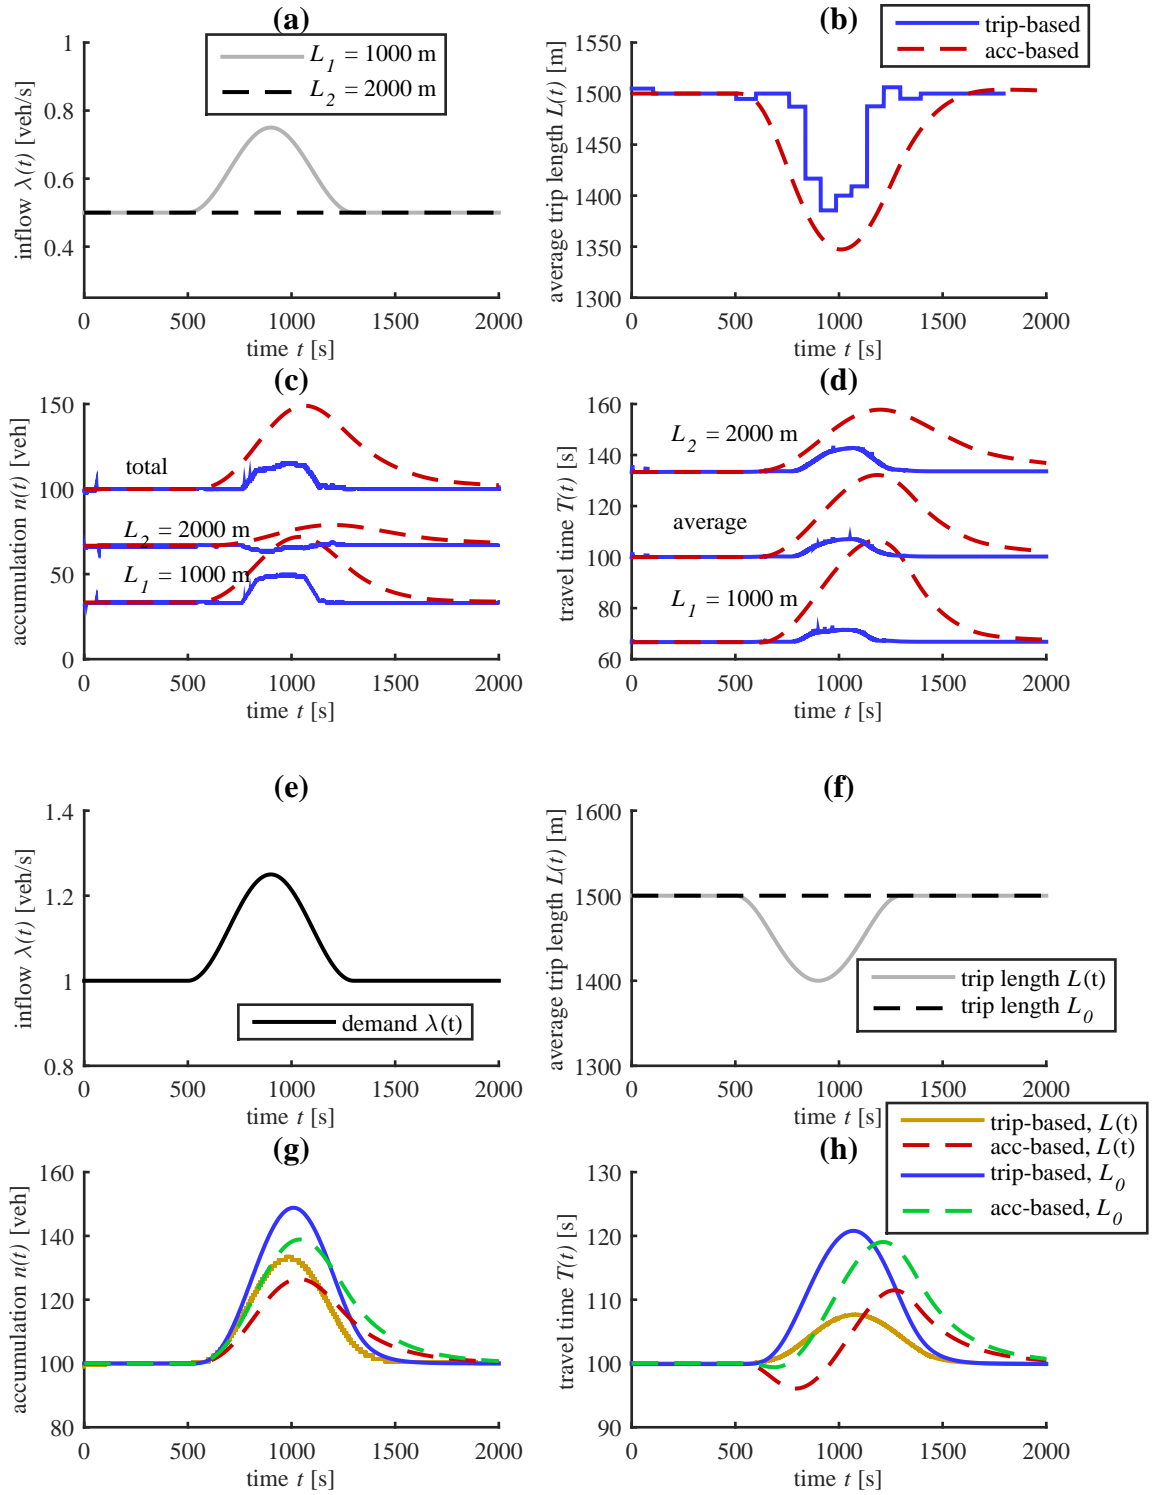 (a)
inflow λ(t) [veh/s]
1
0.8
0.6
0.4
L1 = 1000 m
L2 = 2000 m
0 500 1000 1500 2000
time t [s]
(b)
average trip length L(t) [m]
1550
1500
1450
1400
1350
1300
trip-based
acc-based
0 500 1000 1500 2000
time t [s]
(c)
accumulation n(t) [veh]
150
100
50
0
total
L2 = 2000 m
L1 = 1000 m
0 500 1000 1500 2000
time t [s]
(d)
travel time T(t) [s]
160
140
120
100
80
60
L2 = 2000 m
average
L1 = 1000 m
0 500 1000 1500 2000
time t [s]
(e)
inflow λ(t) [veh/s]
1.4
1.2
1
0.8
demand λ(t)
0 500 1000 1500 2000
time t [s]
(f)
average trip length L(t) [m]
1600
1500
1400
1300
trip length L(t)
trip length L0
0 500 1000 1500 2000
time t [s]
(g)
accumulation n(t) [veh]
160
140
120
100
80
0 500 1000 1500 2000
time t [s]
(h)
travel time T(t) [s]
130
120
110
100
90
trip-based, L(t)
acc-based, L(t)
trip-based, L0
acc-based, L0
0 500 1000 1500 2000
time t [s]